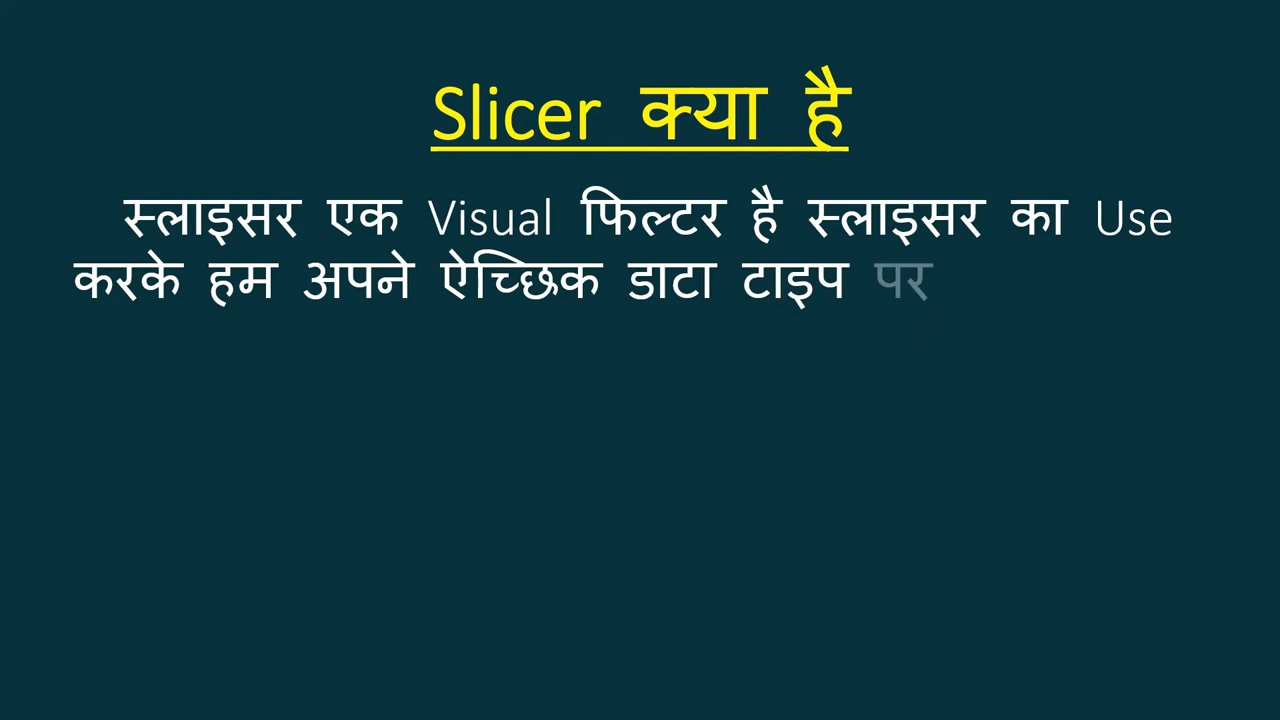 Slicer क्या है
स्लाइसर एक Visual फिल्टर है स्लाइसर का Use
करके हम अपने ऐच्छिक डाटा टाइप पर